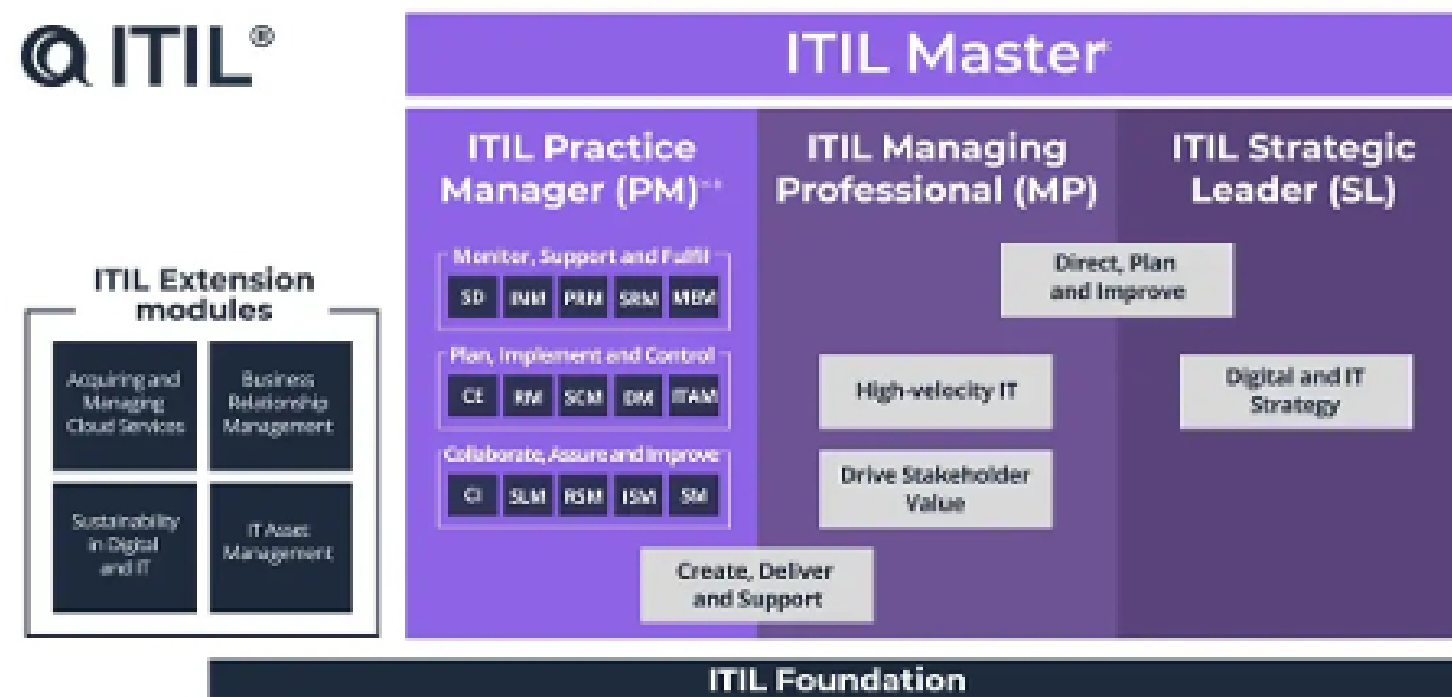 ITIL®
ITIL Master
ITIL Practice
Manager (PM)
ITIL Managing
Professional (MP)
ITIL Strategic
Leader (SL)
Monitor, Support and Fulfil
SD INM PRM SRM MEM
Plan, Implement and Control
CE RM SCM DM ITAM
Collaborate, Assure and Improve
CI SLM RSM ISM SM
Direct, Plan
and Improve
High-velocity IT
Digital and IT
Strategy
Drive Stakeholder
Value
Create, Deliver
and Support
ITIL Extension
modules
Acquiring and
Managing
Cloud Services
Business
Relationship
Management
Sustainability
in Digital
and IT
IT Asset
Management
ITIL Foundation